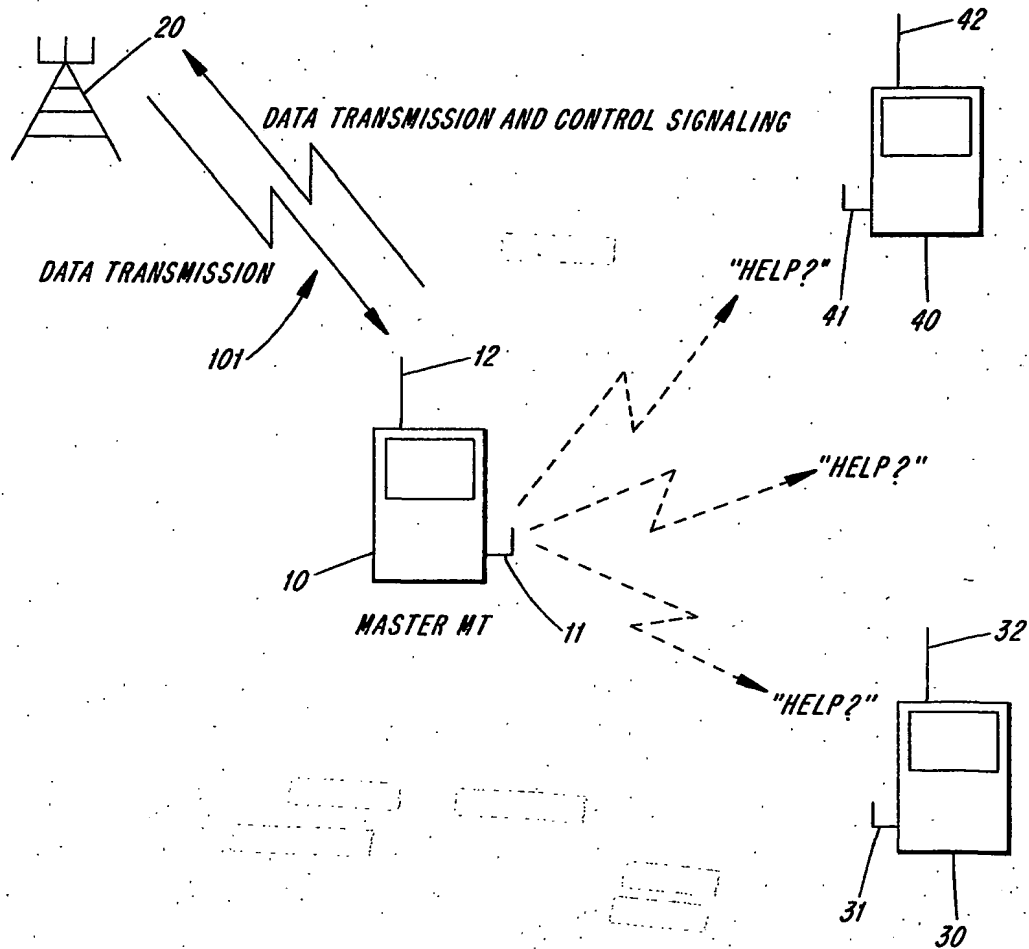 20
42
DATA TRANSMISSION AND CONTROL SIGNALING
DATA TRANSMISSION
"HELP?"
41
40
101
12
"HELP?"
10
MASTER MT
11
32
"HELP?"
31
30